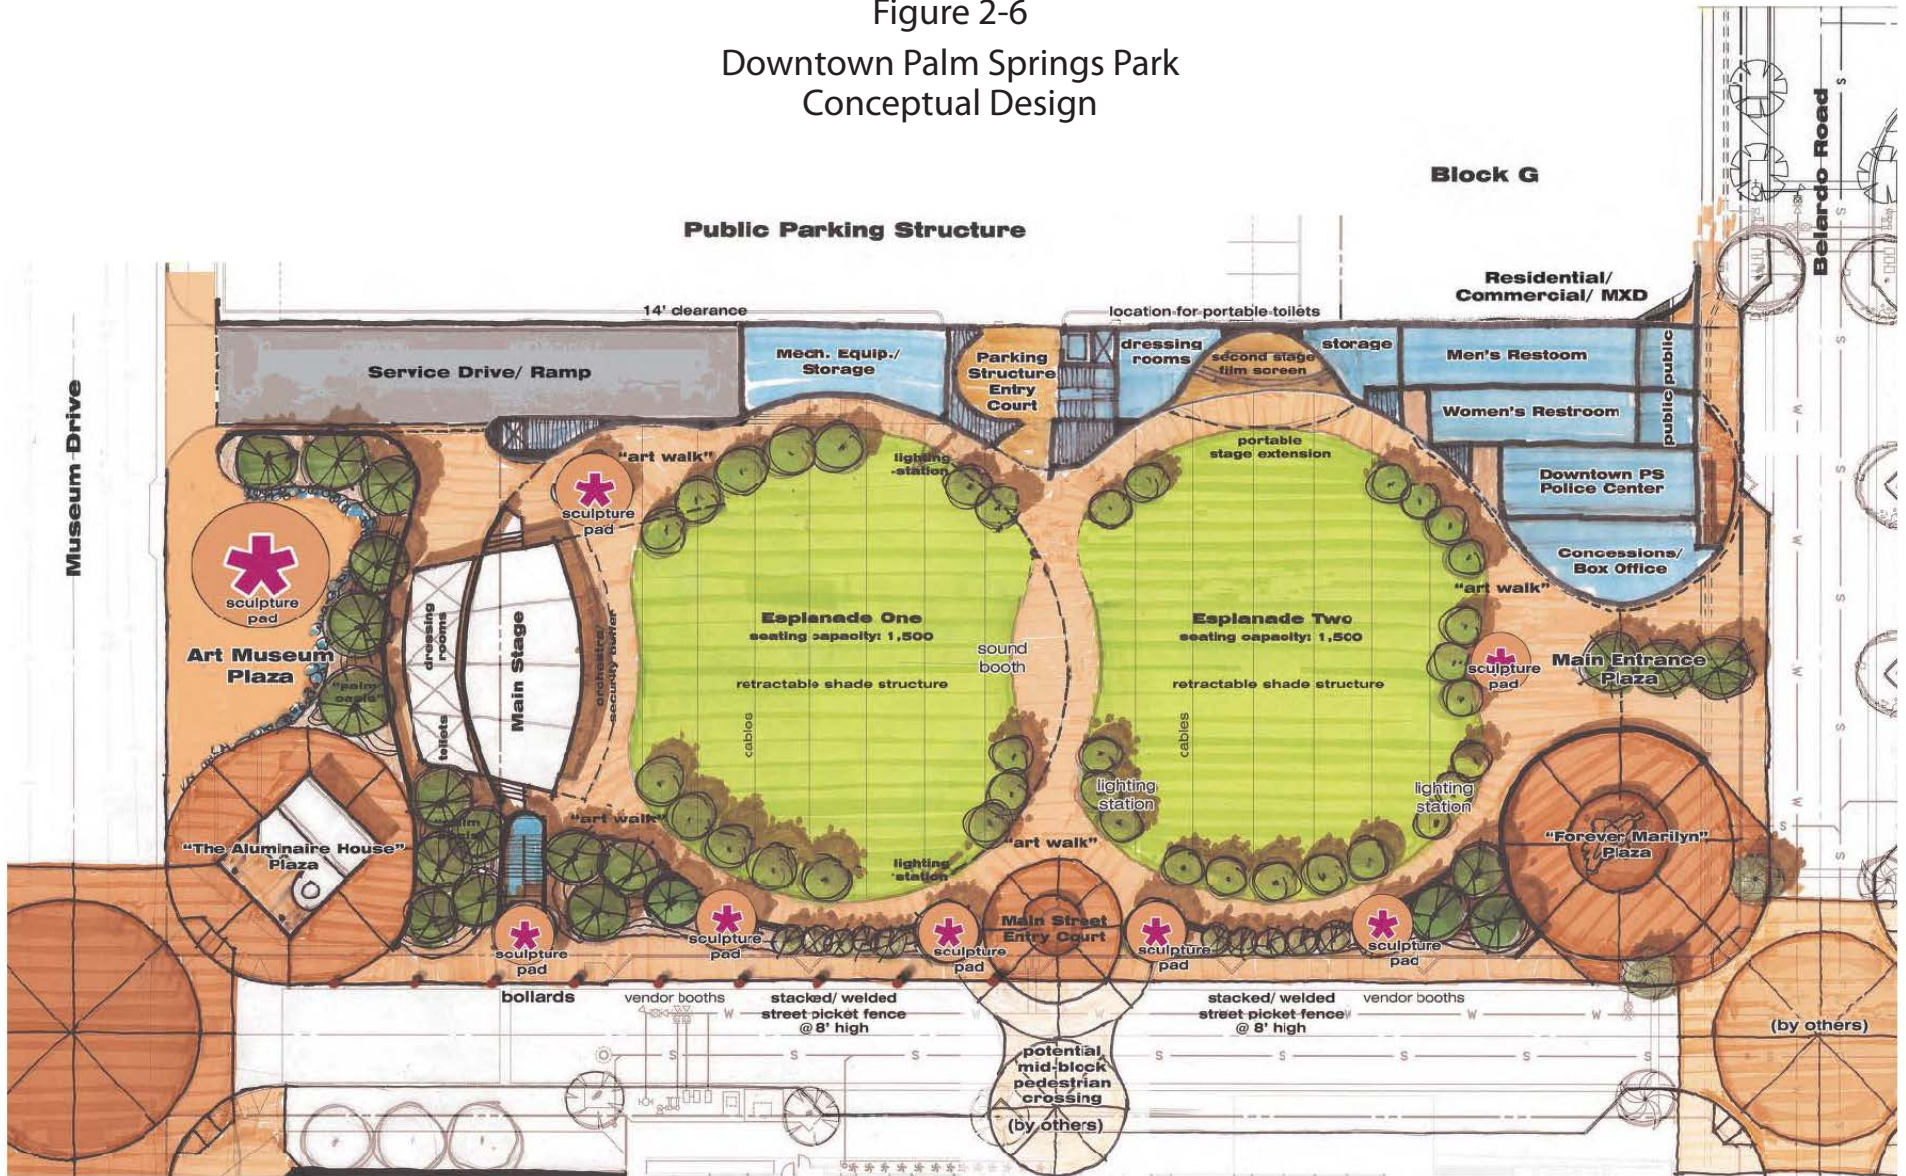 Figure 2-6
Downtown Palm Springs Park
Conceptual Design
Block G
Public Parking Structure
Residential/
Commercial/ MXD
Belardo Road
Museum Drive
14' clearance
location for portable toilets
Service Drive/ Ramp
Mech. Equip./
Storage
Parking
Structure
Entry
Court
dressing
rooms
second stage
film screen
storage
Men's Restoom
public
Women's Restroom
public
"art walk"
lighting
station
portable
stage extension
Downtown PS
Police Center
sculpture
pad
Concessions/
Box Office
"art walk"
sculpture
pad
Art Museum
Plaza
"palm
oasis"
dressing
rooms
toilets
Main Stage
orchestra/
security buffer
Esplanade One
seating capacity: 1,500
retractable shade structure
cables
sound
booth
Esplanade Two
seating capacity: 1,500
retractable shade structure
cables
sculpture
pad
Main Entrance
Plaza
lighting
station
lighting
station
"The Aluminaire House"
Plaza
"art walk"
"art walk"
lighting
station
"Forever Marilyn"
Plaza
sculpture
pad
sculpture
pad
sculpture
pad
Main Street
Entry Court
sculpture
pad
sculpture
pad
bollards
vendor booths
stacked/ welded
street picket fence
@ 8' high
stacked/ welded
street picket fence
@ 8' high
vendor booths
potential
mid-block
pedestrian
crossing
(by others)
(by others)